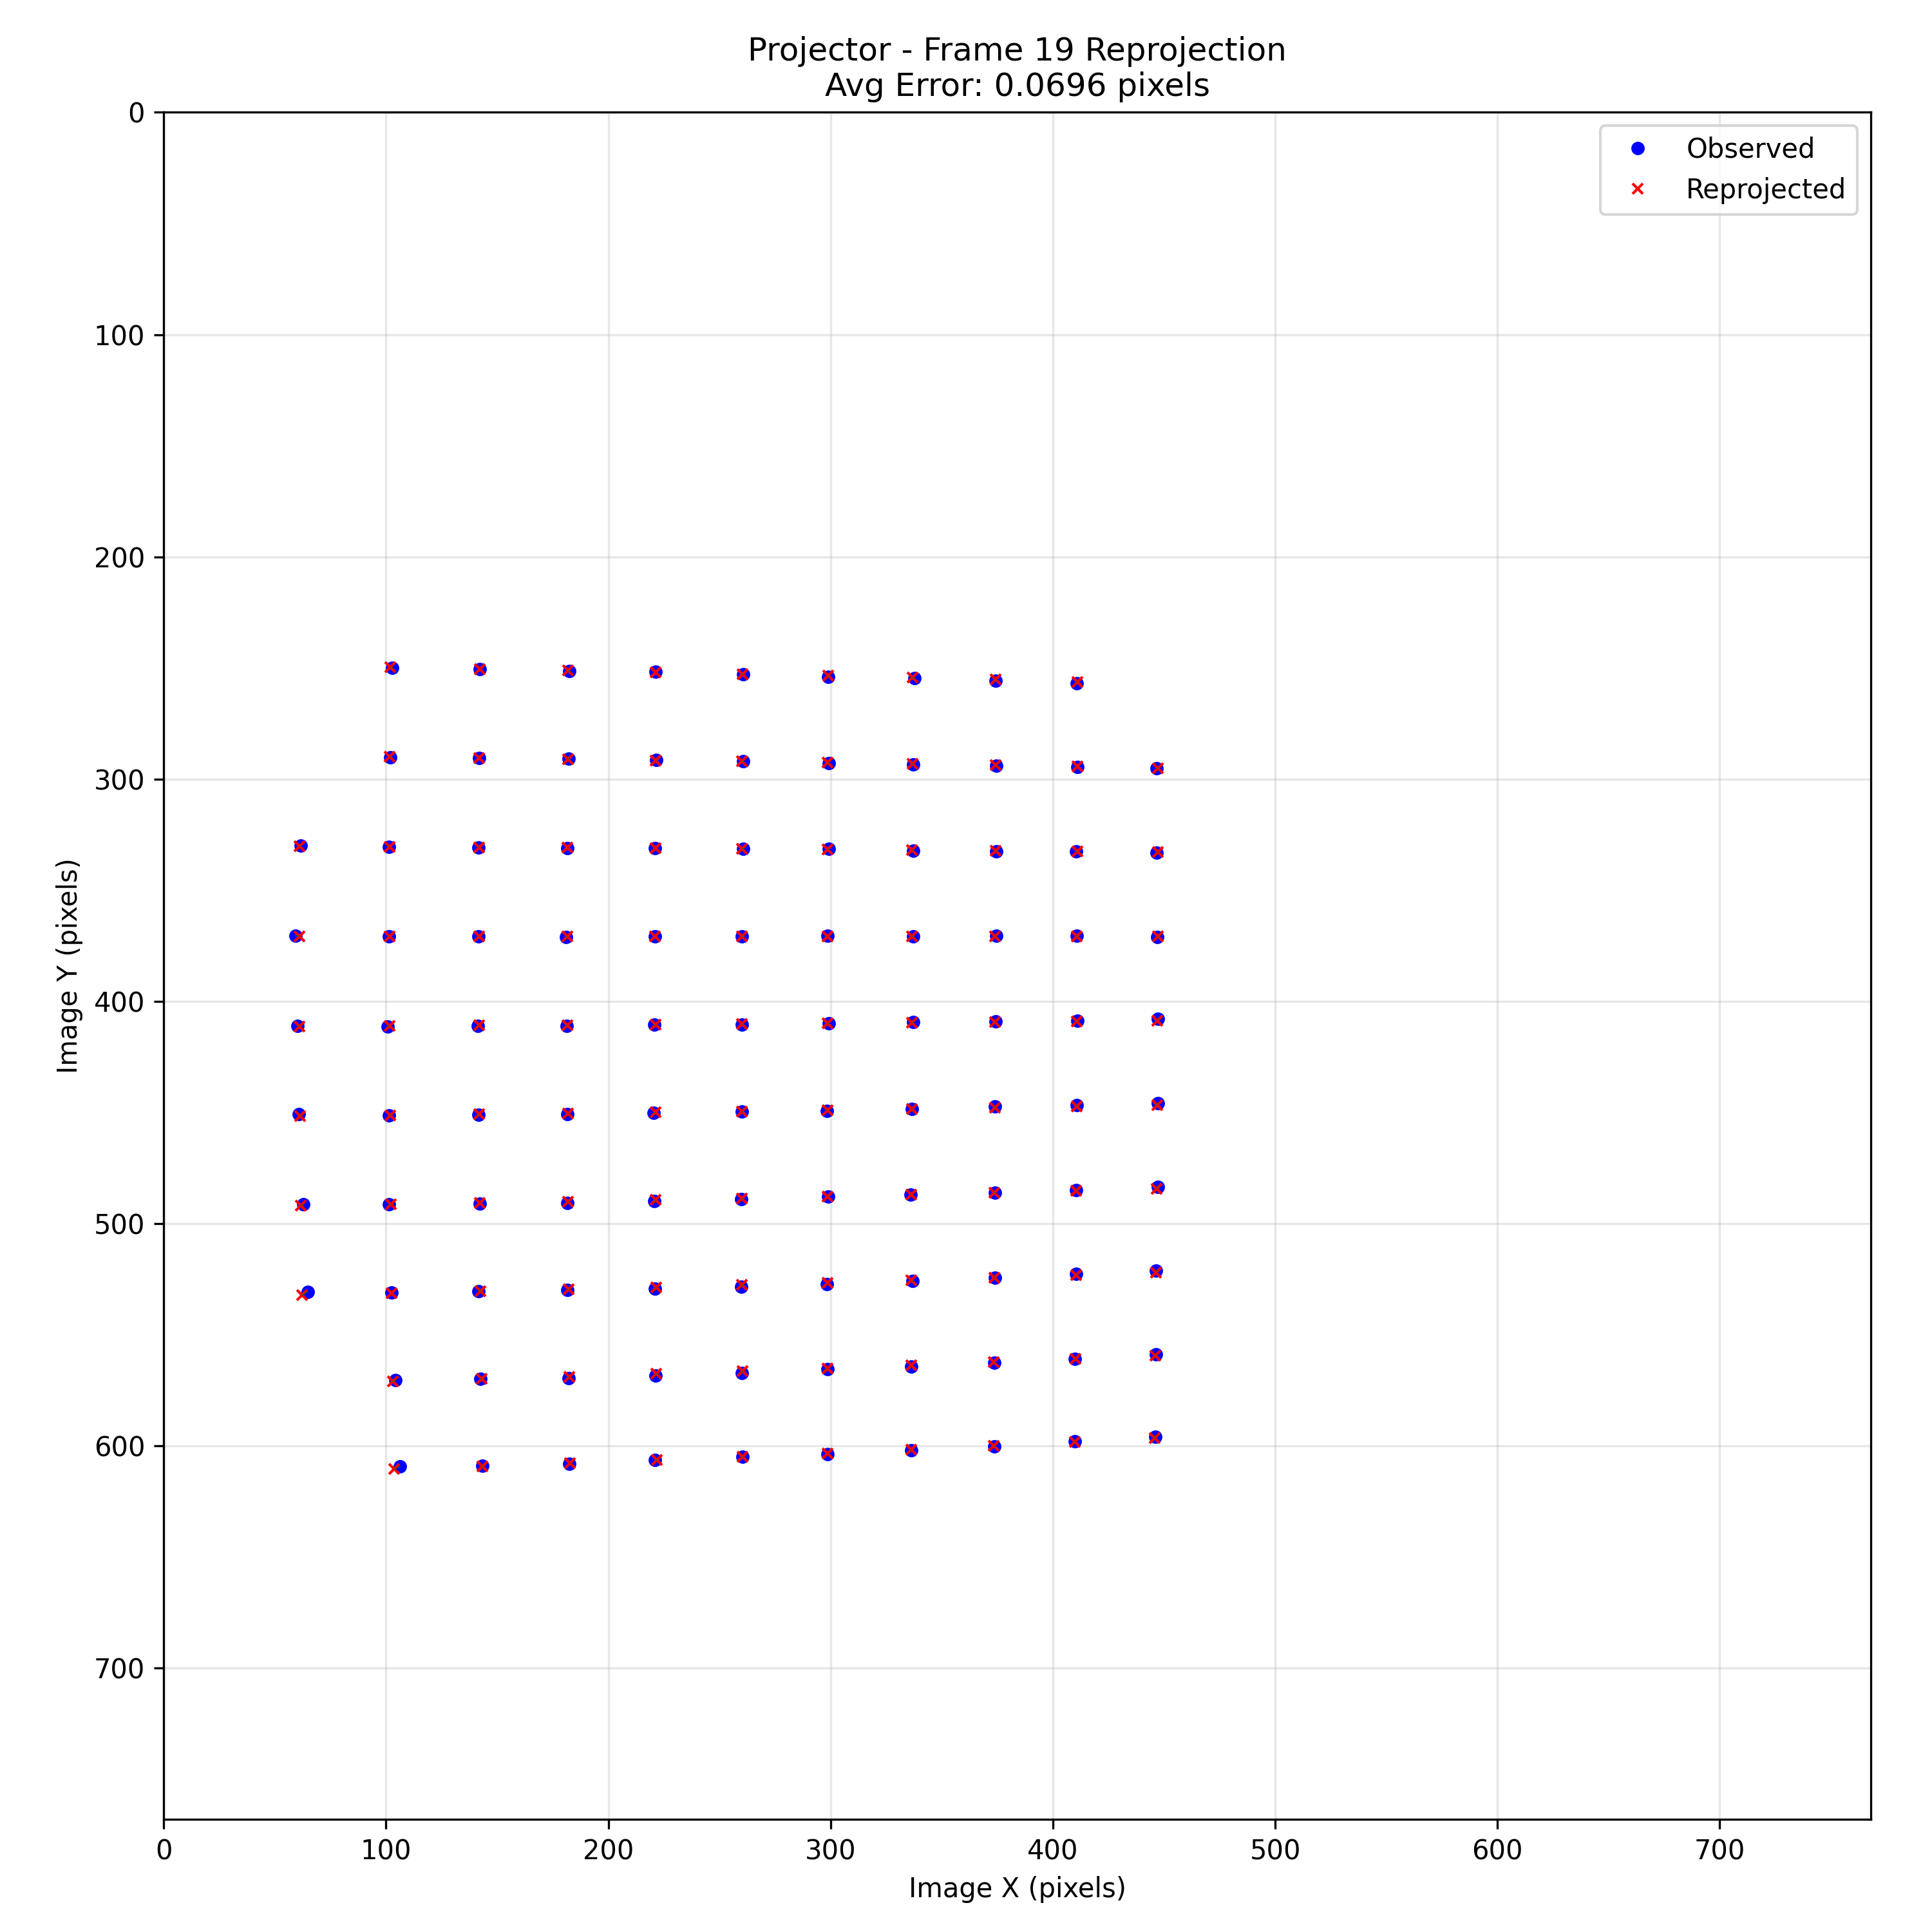 Projector - Frame 19 Reprojection
Avg Error: 0.0696 pixels
Observed
Reprojected
0
100
200
300
400
500
600
700
Image Y (pixels)
0 100 200 300 400 500 600 700
Image X (pixels)